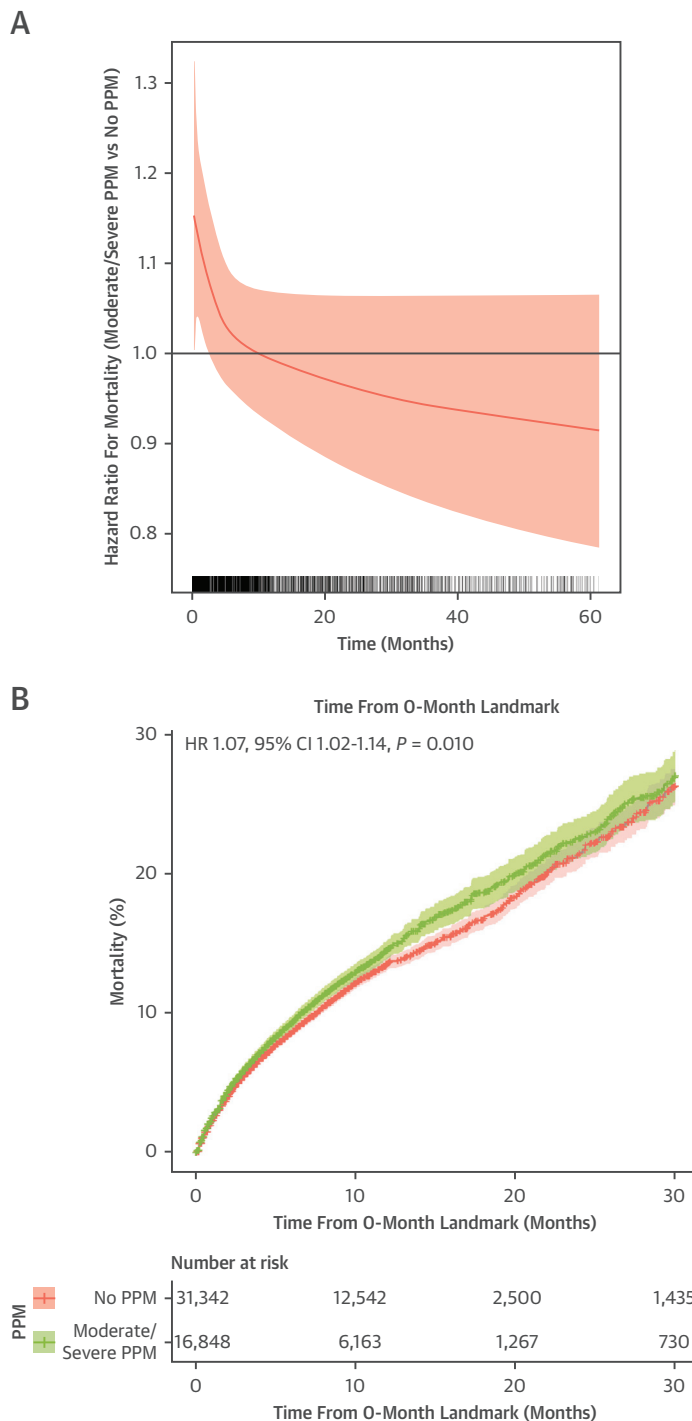 A
Hazard Ratio For Mortality (Moderate/Severe PPM vs No PPM)
1.3
1.2
1.1
1.0
0.9
0.8
0 20 40 60
Time (Months)
B
Time From 0-Month Landmark
HR 1.07, 95% CI 1.02-1.14, P = 0.010
Mortality (%)
30
20
10
0
0 10 20 30
Time From 0-Month Landmark (Months)
Number at risk
PPM
No PPM 31,342 12,542 2,500 1,435
Moderate/
Severe PPM 16,848 6,163 1,267 730
0 10 20 30
Time From 0-Month Landmark (Months)